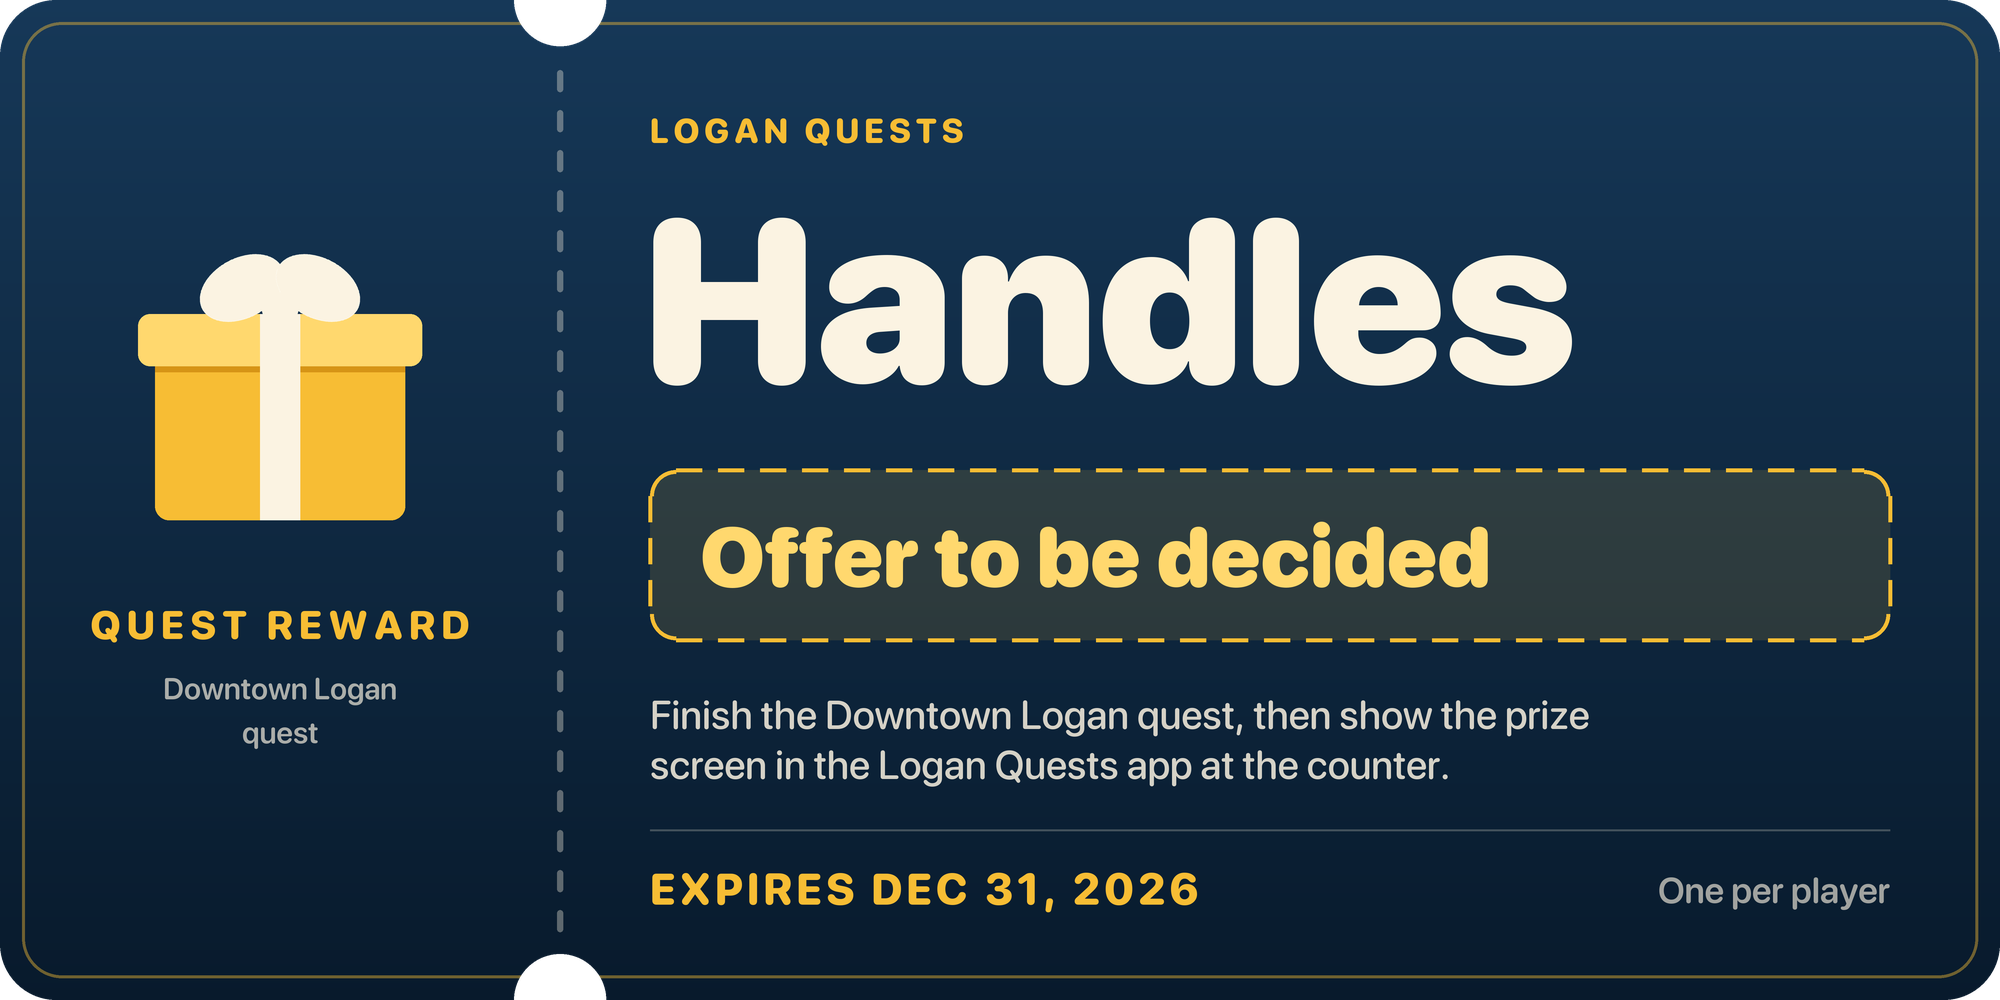 LOGAN QUESTS
Handles
Offer to be decided
QUEST REWARD
Downtown Logan
quest
Finish the Downtown Logan quest, then show the prize
screen in the Logan Quests app at the counter.
EXPIRES DEC 31, 2026
One per player